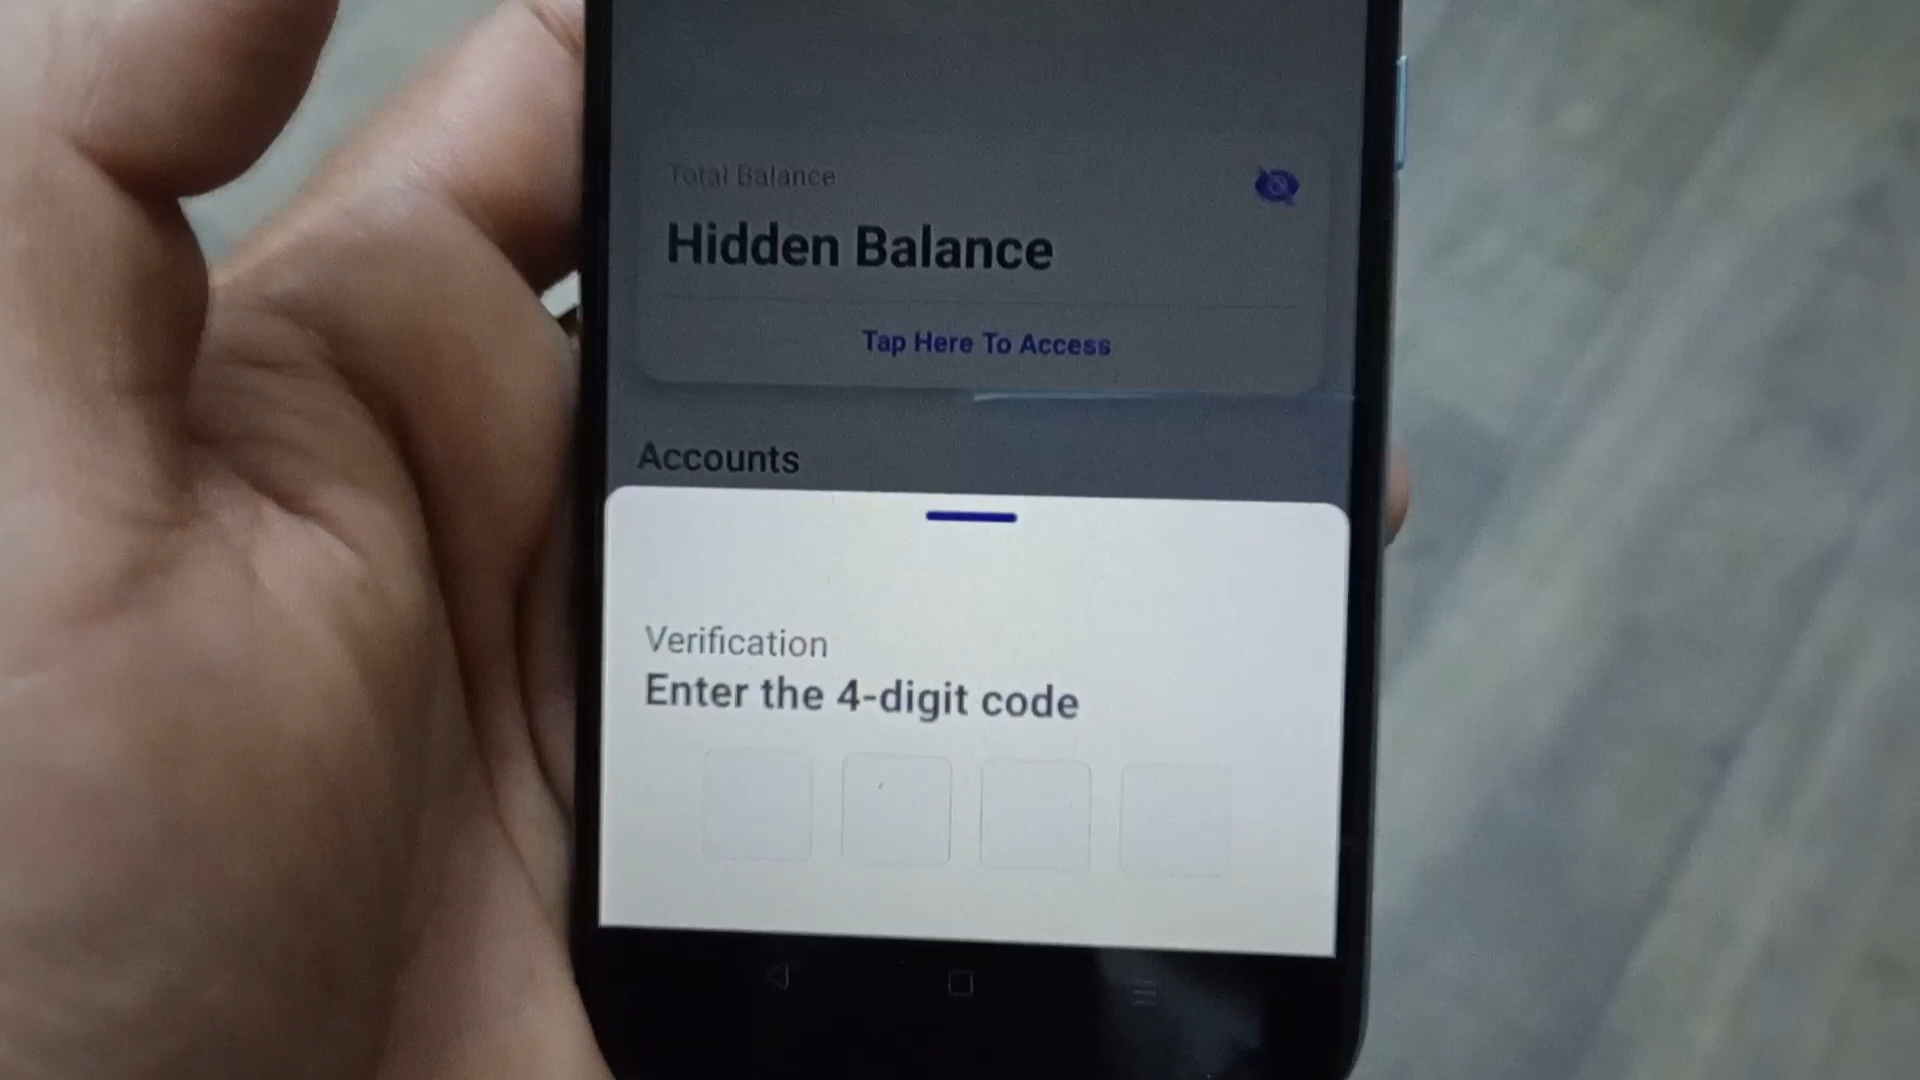 Total Balance
Hidden Balance
Tap Here To Access
Accounts
Verification
Enter the 4-digit code